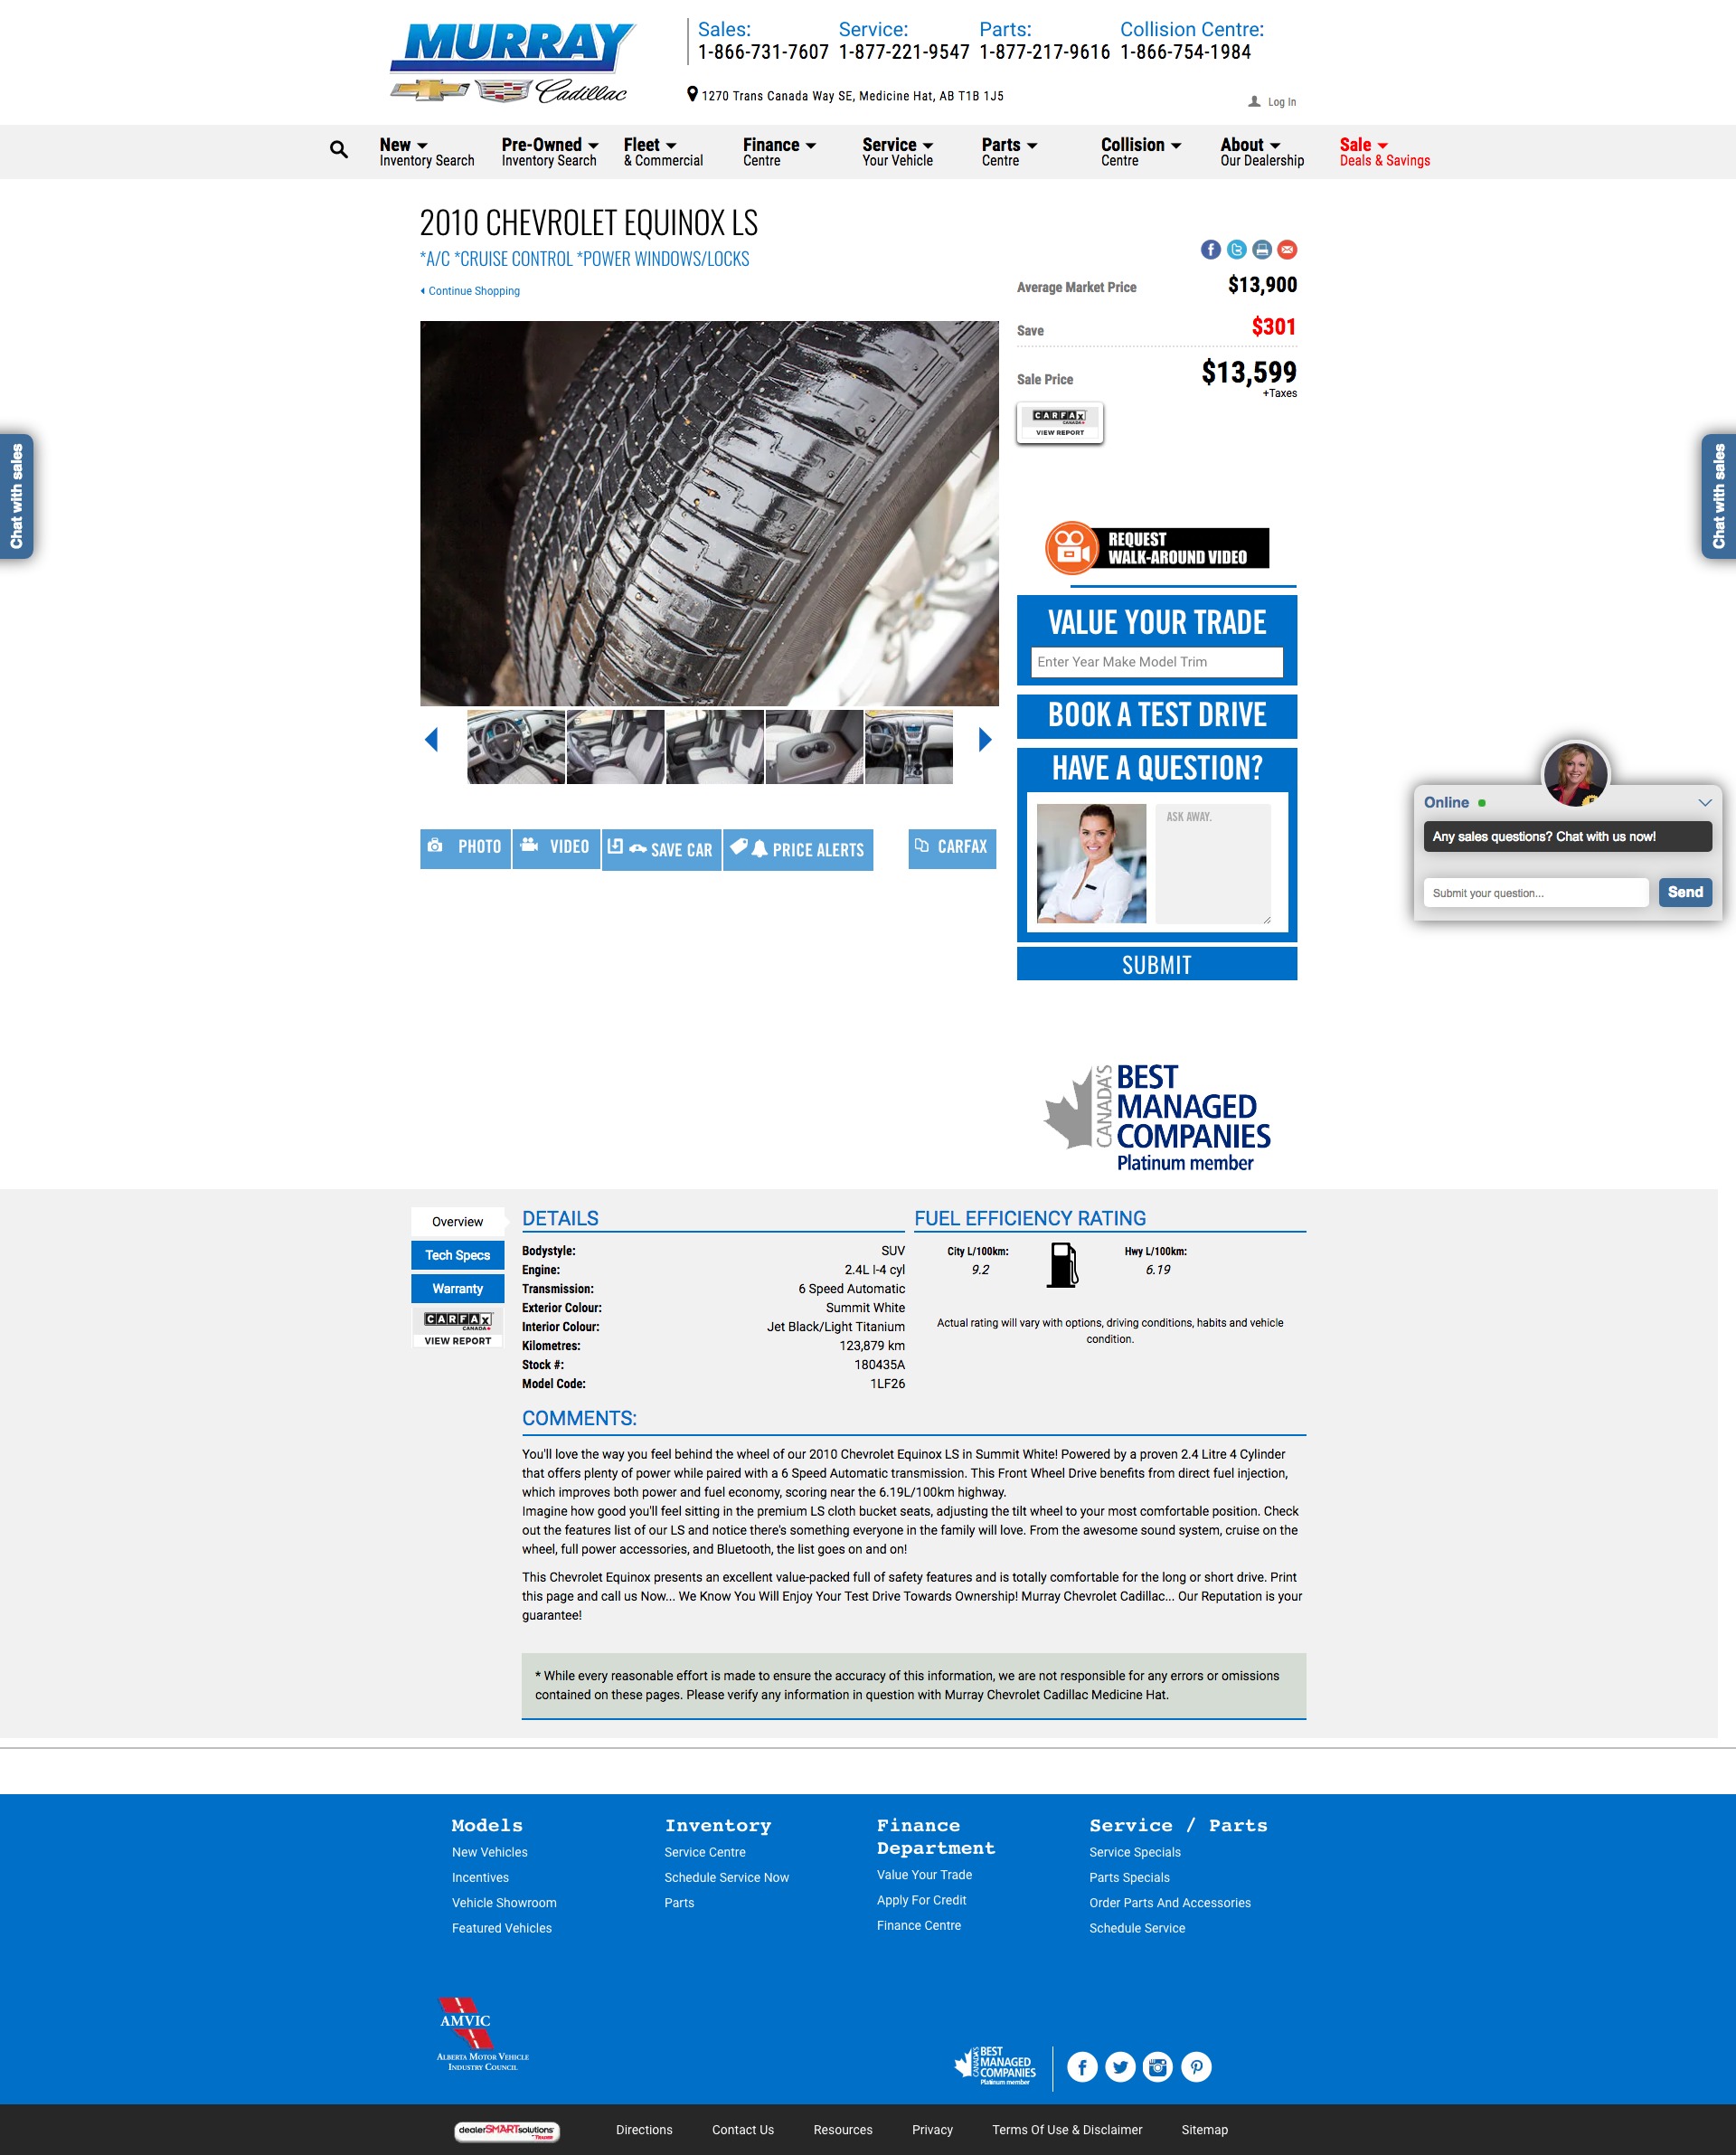 MURRAY
Cadillac
Sales:
1-866-731-7607
Service:
1-877-221-9547
Parts:
1-877-217-9616
Collision Centre:
1-866-754-1984
1270 Trans Canada Way SE, Medicine Hat, AB T1B 1J5
Log In
New
Inventory Search
Pre-Owned
Inventory Search
Fleet
& Commercial
Finance
Centre
Service
Your Vehicle
Parts
Centre
Collision
Centre
About
Our Dealership
Sale
Deals & Savings
2010 CHEVROLET EQUINOX LS
*A/C *CRUISE CONTROL *POWER WINDOWS/LOCKS
Continue Shopping
Average Market Price $13,900
Save $301
Sale Price $13,599
+Taxes
CARFAX
CANADA
VIEW REPORT
Chat with sales
Chat with sales
REQUEST
WALK-AROUND VIDEO
VALUE YOUR TRADE
Enter Year Make Model Trim
BOOK A TEST DRIVE
HAVE A QUESTION?
ASK AWAY.
SUBMIT
PHOTO
VIDEO
SAVE CAR
PRICE ALERTS
CARFAX
Online
Any sales questions? Chat with us now!
Submit your question...
Send
CANADA'S
BEST
MANAGED
COMPANIES
Platinum member
Overview
Tech Specs
Warranty
CARFAX
CANADA
VIEW REPORT
DETAILS
Bodystyle: SUV
Engine: 2.4L I-4 cyl
Transmission: 6 Speed Automatic
Exterior Colour: Summit White
Interior Colour: Jet Black/Light Titanium
Kilometres: 123,879 km
Stock #: 180435A
Model Code: 1LF26
FUEL EFFICIENCY RATING
City L/100km:
9.2
Hwy L/100km:
6.19
Actual rating will vary with options, driving conditions, habits and vehicle
condition.
COMMENTS:
You'll love the way you feel behind the wheel of our 2010 Chevrolet Equinox LS in Summit White! Powered by a proven 2.4 Litre 4 Cylinder
that offers plenty of power while paired with a 6 Speed Automatic transmission. This Front Wheel Drive benefits from direct fuel injection,
which improves both power and fuel economy, scoring near the 6.19L/100km highway.
Imagine how good you'll feel sitting in the premium LS cloth bucket seats, adjusting the tilt wheel to your most comfortable position. Check
out the features list of our LS and notice there's something everyone in the family will love. From the awesome sound system, cruise on the
wheel, full power accessories, and Bluetooth, the list goes on and on!
This Chevrolet Equinox presents an excellent value-packed full of safety features and is totally comfortable for the long or short drive. Print
this page and call us Now... We Know You Will Enjoy Your Test Drive Towards Ownership! Murray Chevrolet Cadillac... Our Reputation is your
guarantee!
* While every reasonable effort is made to ensure the accuracy of this information, we are not responsible for any errors or omissions
contained on these pages. Please verify any information in question with Murray Chevrolet Cadillac Medicine Hat.
Models
New Vehicles
Incentives
Vehicle Showroom
Featured Vehicles
Inventory
Service Centre
Schedule Service Now
Parts
Finance
Department
Value Your Trade
Apply For Credit
Finance Centre
Service / Parts
Service Specials
Parts Specials
Order Parts And Accessories
Schedule Service
AMVIC
ALBERTA MOTOR VEHICLE
INDUSTRY COUNCIL
CANADA'S
BEST
MANAGED
COMPANIES
Platinum member
dealerSMARTsolutions
Directions
Contact Us
Resources
Privacy
Terms Of Use & Disclaimer
Sitemap